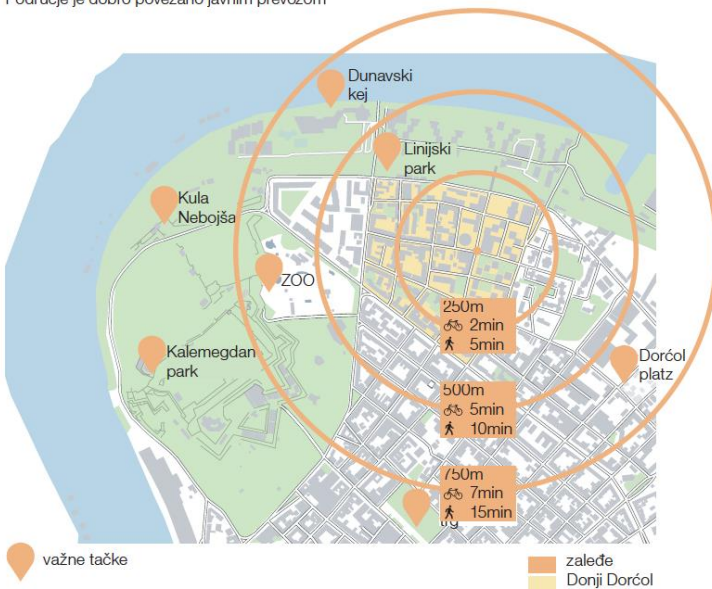 Područje je dobro povezano javnim prevozom
Dunavski
kej
Linijski
park
Kula
Nebojša
ZOO
Kalemegdan
park
250m
2min
5min
Dorćol
platz
500m
5min
10min
750m
7min
15min
trg
važne tačke
zaleđe
Donji Dorćol